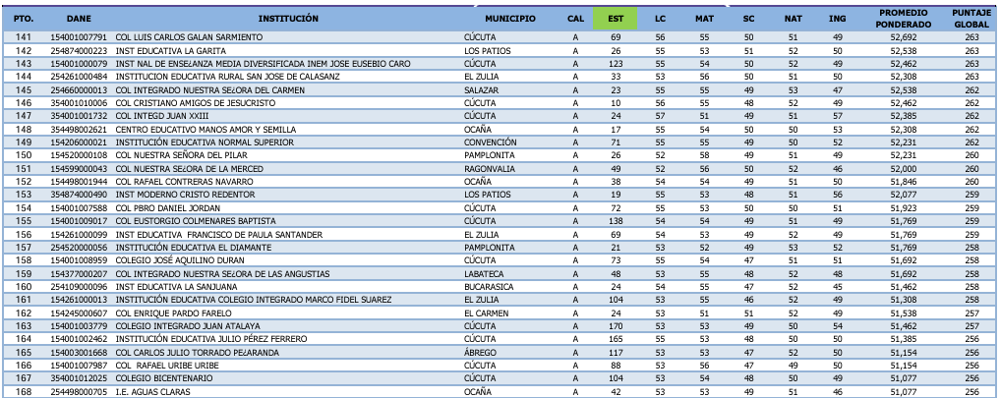 PTO. DANE INSTITUCIÓN MUNICIPIO CAL EST LC MAT SC NAT ING PROMEDIO PONDERADO PUNTAJE GLOBAL
141 154001007791 COL LUIS CARLOS GALAN SARMIENTO CÚCUTA A 69 56 55 50 51 49 52,692 263
142 254874000223 INST EDUCATIVA LA GARITA LOS PATIOS A 26 55 53 51 52 50 52,538 263
143 154001000079 INST NAL DE ENSEعANZA MEDIA DIVERSIFICADA INEM JOSE EUSEBIO CARO CÚCUTA A 123 55 54 50 52 49 52,462 263
144 254261000484 INSTITUCION EDUCATIVA RURAL SAN JOSE DE CALASANZ EL ZULIA A 33 53 56 50 51 50 52,308 263
145 254660000013 COL INTEGRADO NUESTRA SEعORA DEL CARMEN SALAZAR A 23 55 55 49 53 47 52,538 262
146 354001010006 COL CRISTIANO AMIGOS DE JESUCRISTO CÚCUTA A 10 56 55 48 52 49 52,462 262
147 354001001732 COL INTEGD JUAN XXIII CÚCUTA A 24 57 51 49 51 57 52,385 262
148 354498002621 CENTRO EDUCATIVO MANOS AMOR Y SEMILLA OCAÑA A 17 55 54 50 50 53 52,308 262
149 154206000021 INSTITUCIÓN EDUCATIVA NORMAL SUPERIOR CONVENCIÓN A 71 55 55 49 50 52 52,231 262
150 154520000108 COL NUESTRA SEÑORA DEL PILAR PAMPLONITA A 26 52 58 49 51 49 52,231 260
151 154599000043 COL NUESTRA SEعORA DE LA MERCED RAGONVALIA A 49 52 56 50 52 46 52,000 260
152 154498001944 COL RAFAEL CONTRERAS NAVARRO OCAÑA A 38 54 54 49 51 50 51,846 260
153 354874000490 INST MODERNO CRISTO REDENTOR LOS PATIOS A 19 55 53 48 51 56 52,077 259
154 154001007588 COL PBRO DANIEL JORDAN CÚCUTA A 72 55 53 50 50 51 51,923 259
155 154001009017 COL EUSTORGIO COLMENARES BAPTISTA CÚCUTA A 138 54 54 49 51 49 51,769 259
156 154261000099 INST EDUCATIVA FRANCISCO DE PAULA SANTANDER EL ZULIA A 69 54 53 49 52 49 51,769 259
157 254520000056 INSTITUCIÓN EDUCATIVA EL DIAMANTE PAMPLONITA A 21 53 52 49 53 52 51,769 259
158 154001008959 COLEGIO JOSÉ AQUILINO DURAN CÚCUTA A 73 55 54 47 51 51 51,692 258
159 154377000207 COL INTEGRADO NUESTRA SEعORA DE LAS ANGUSTIAS LABATECA A 48 53 55 48 52 48 51,692 258
160 254109000096 INST EDUCATIVA LA SANJUANA BUCARASICA A 24 54 55 47 52 45 51,462 258
161 154261000013 INSTITUCIÓN EDUCATIVA COLEGIO INTEGRADO MARCO FIDEL SUAREZ EL ZULIA A 104 53 55 46 52 49 51,308 258
162 154245000607 COL ENRIQUE PARDO FARELO EL CARMEN A 24 53 51 51 52 49 51,538 257
163 154001003779 COLEGIO INTEGRADO JUAN ATALAYA CÚCUTA A 170 53 53 49 50 54 51,462 257
164 154001002462 INSTITUCIÓN EDUCATIVA JULIO PÉREZ FERRERO CÚCUTA A 165 55 53 48 50 50 51,385 256
165 154003001668 COL CARLOS JULIO TORRADO PEعARANDA ÁBREGO A 117 53 53 47 52 50 51,154 256
166 154001007987 COL RAFAEL URIBE URIBE CÚCUTA A 88 53 56 47 49 50 51,154 256
167 354001012025 COLEGIO BICENTENARIO CÚCUTA A 104 53 54 48 50 49 51,077 256
168 254498000705 I.E. AGUAS CLARAS OCAÑA A 42 53 53 49 51 46 51,077 256